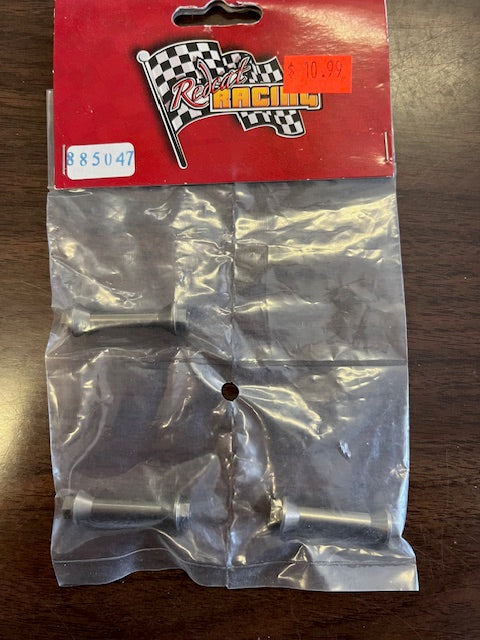 $ 10.99
Redcat
RACING
885047